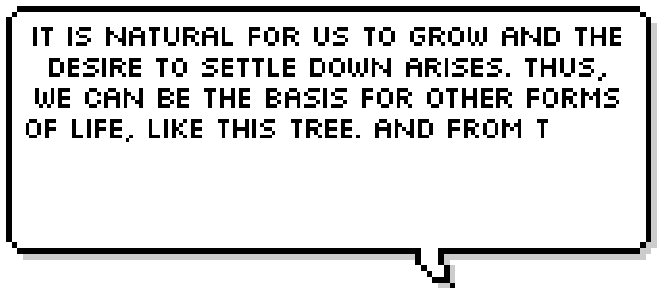 IT IS NATURAL FOR US TO GROW AND THE
DESIRE TO SETTLE DOWN ARISES. THUS,
WE CAN BE THE BASIS FOR OTHER FORMS
OF LIFE, LIKE THIS TREE. AND FROM T